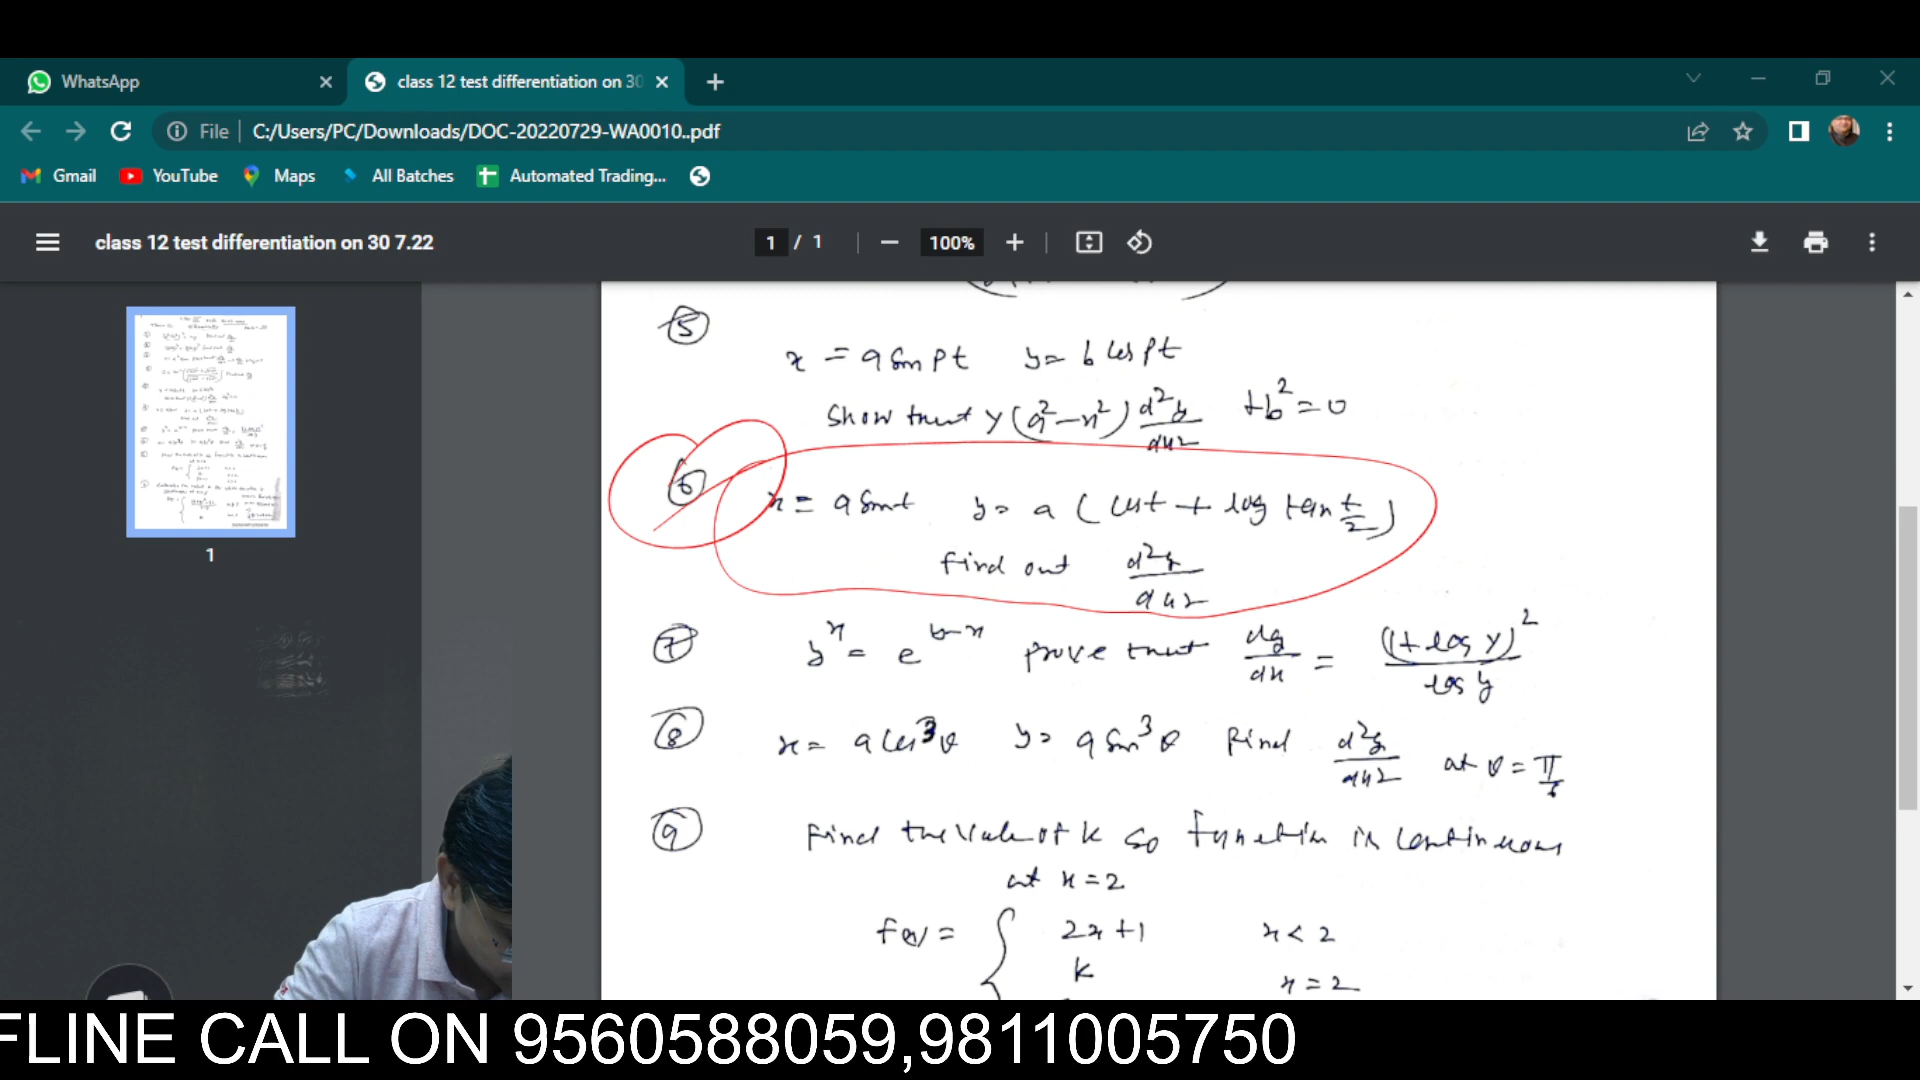 WhatsApp
class 12 test differentiation on 30
File
C:/Users/PC/Downloads/DOC-20220729-WA0010..pdf
Gmail
YouTube
Maps
All Batches
Automated Trading...
class 12 test differentiation on 30 7.22
1 / 1
100%
1
⑤
x = a sin pt y = b cos pt
Show that y (a² - x²) d²y/dx² + b² = 0
⑥
x = a sin t y = a ( cos t + log tan t/2 )
find out d²y/dx²
⑦ y^x = e^(y-x) prove that dy/dx = (1 + log y)²/log y
⑧ x = a cos³θ y = a sin³θ find d²y/dx² at θ = π/6
⑨ find the value of k so function is continuous
at x = 2
f(x) = { 2x + 1 x < 2
k x = 2
FLINE CALL ON 9560588059,9811005750